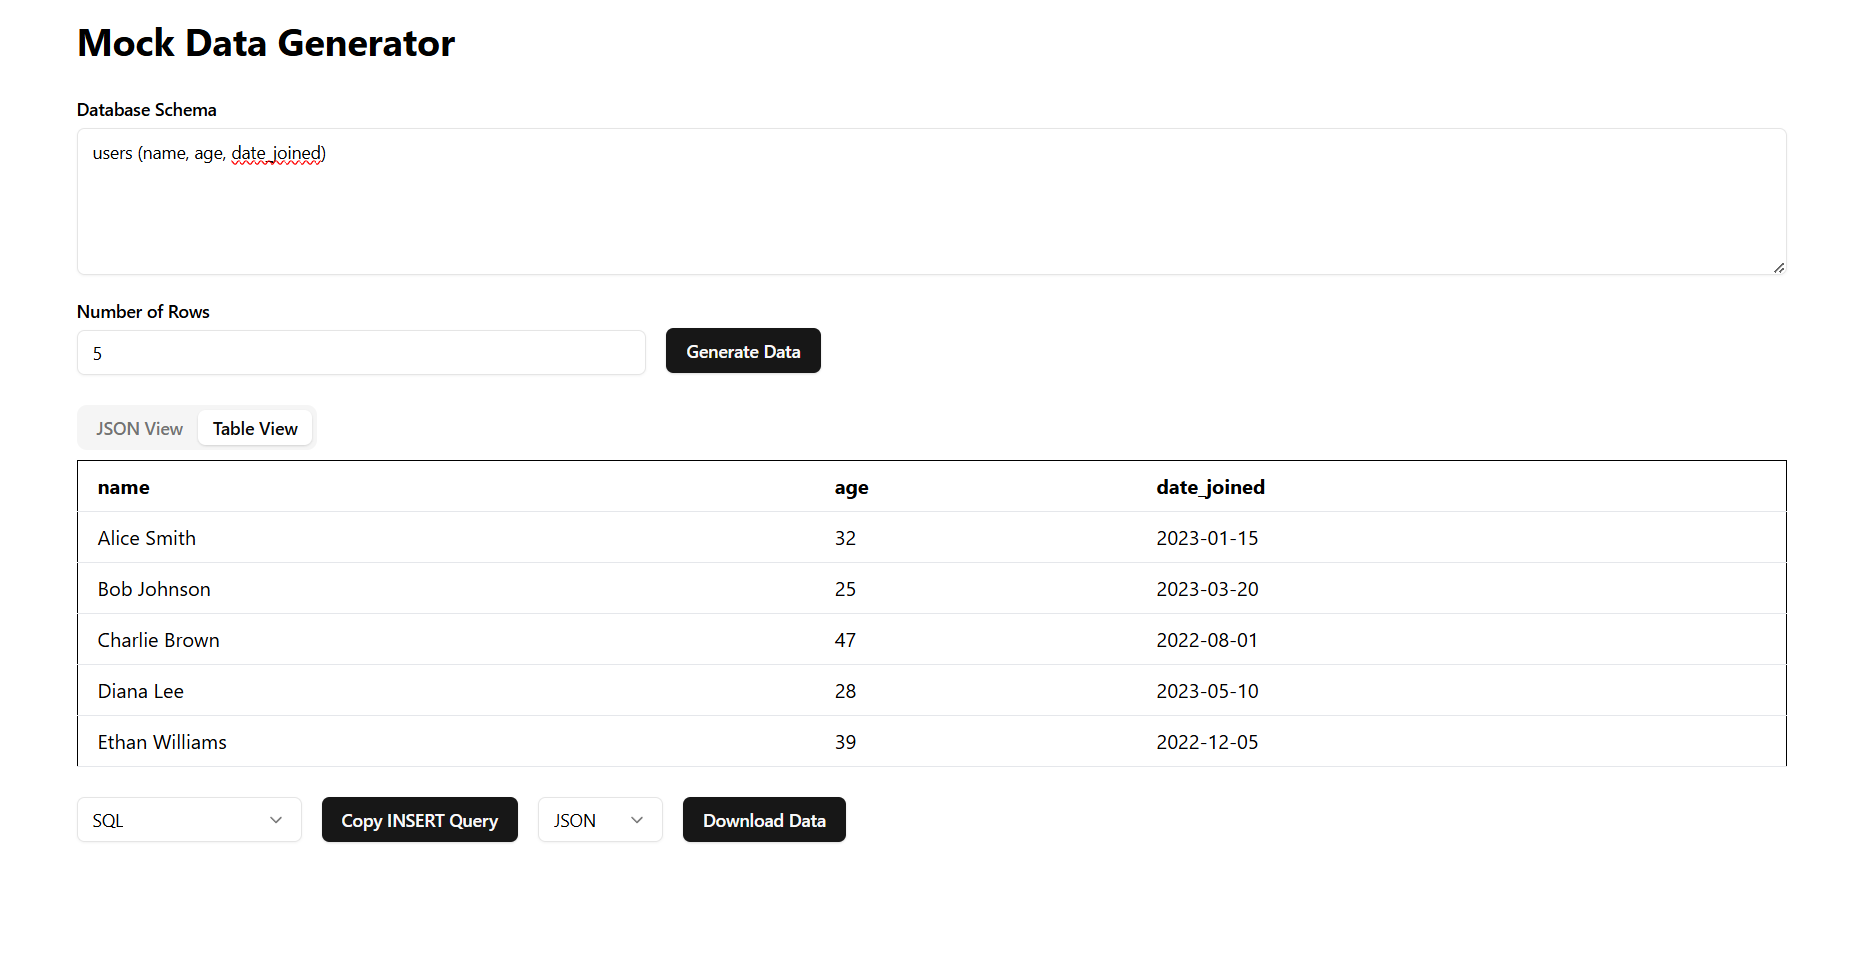 Mock Data Generator
Database Schema
users (name, age, date_joined)
Number of Rows
5
Generate Data
JSON View Table View
name age date_joined
Alice Smith 32 2023-01-15
Bob Johnson 25 2023-03-20
Charlie Brown 47 2022-08-01
Diana Lee 28 2023-05-10
Ethan Williams 39 2022-12-05
SQL Copy INSERT Query JSON Download Data